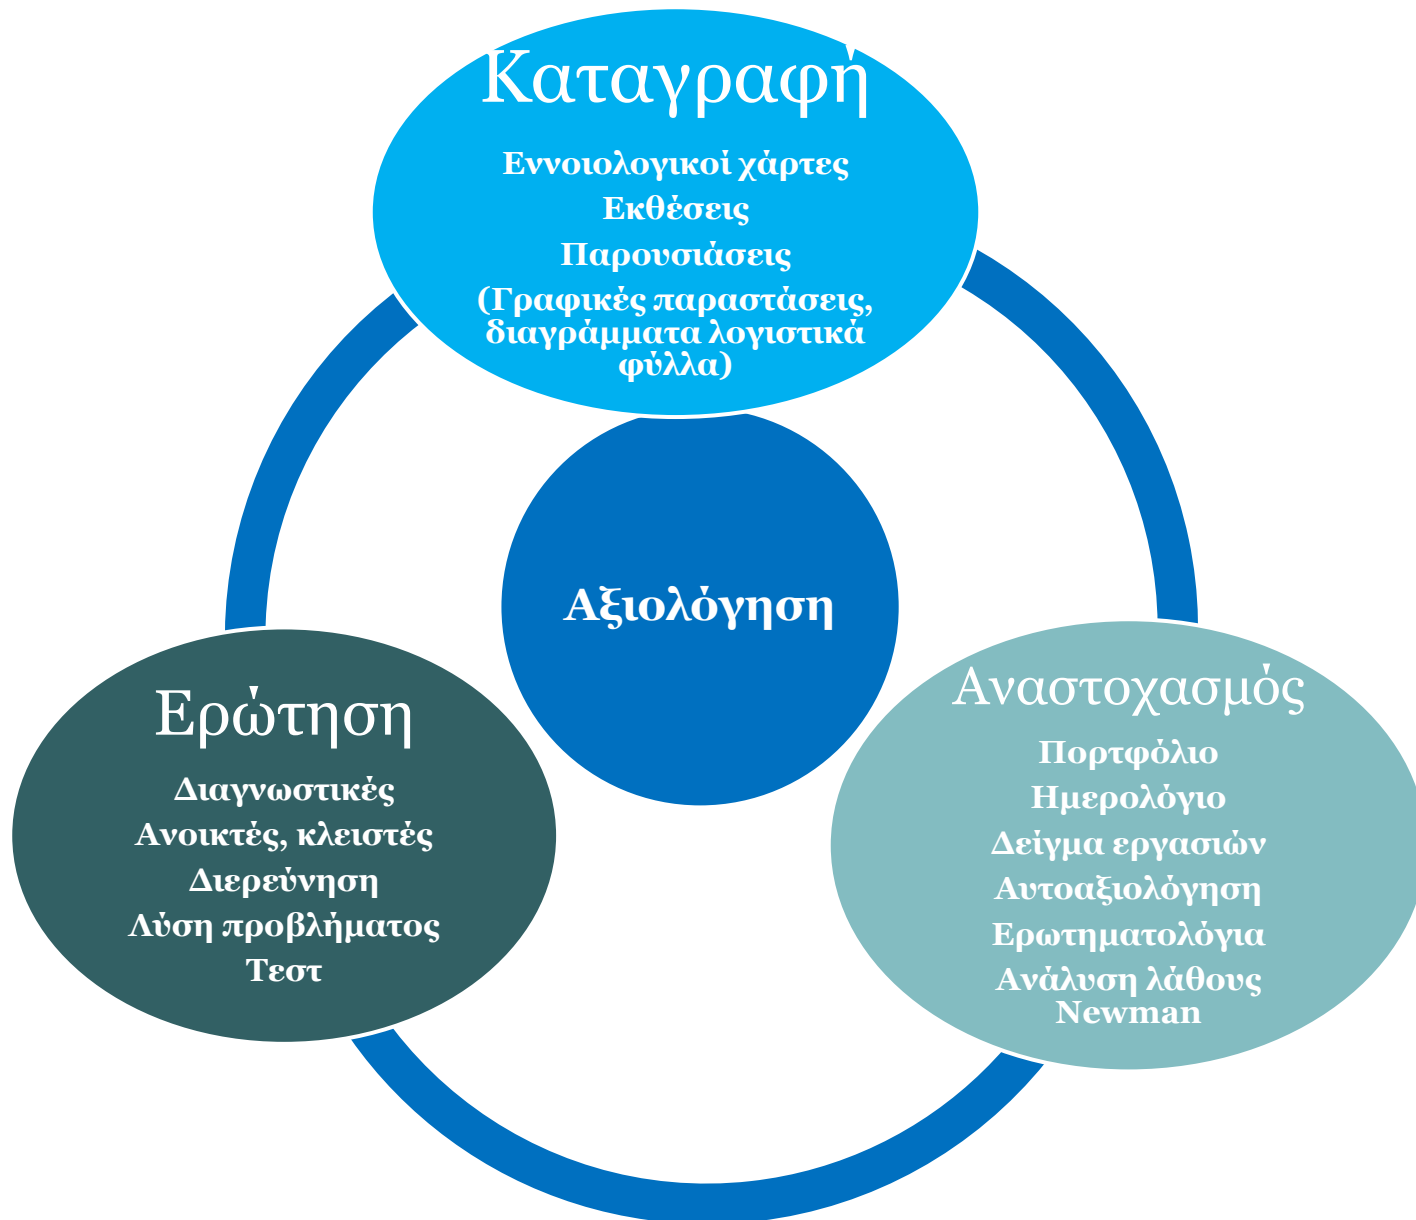 Καταγραφή
Εννοιολογικοί χάρτες
Εκθέσεις
Παρουσιάσεις
(Γραφικές παραστάσεις,
διαγράμματα λογιστικά
φύλλα)
Αξιολόγηση
Ερώτηση
Διαγνωστικές
Ανοικτές, κλειστές
Διερεύνηση
Λύση προβλήματος
Τεστ
Αναστοχασμός
Πορτφόλιο
Ημερολόγιο
Δείγμα εργασιών
Αυτοαξιολόγηση
Ερωτηματολόγια
Ανάλυση λάθους
Newman